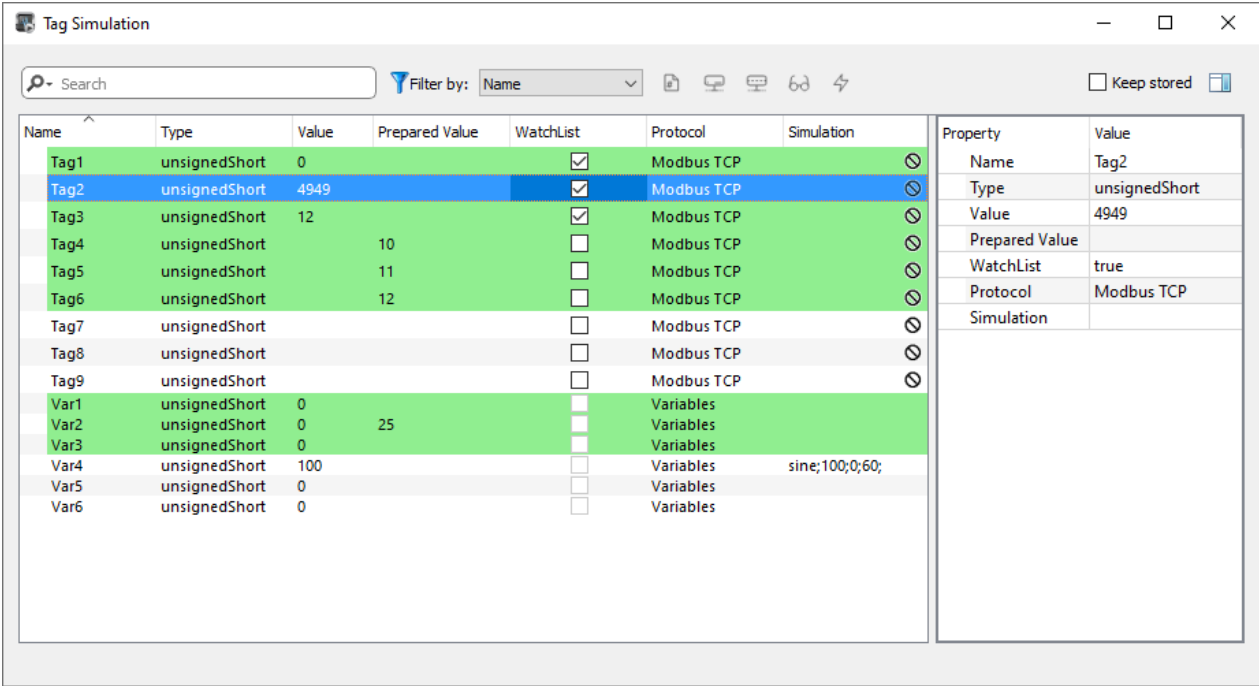 Tag Simulation
Search Filter by: Name Keep stored
Name Type Value Prepared Value WatchList Protocol Simulation
Tag1 unsignedShort 0 Modbus TCP
Tag2 unsignedShort 4949 Modbus TCP
Tag3 unsignedShort 12 Modbus TCP
Tag4 unsignedShort 10 Modbus TCP
Tag5 unsignedShort 11 Modbus TCP
Tag6 unsignedShort 12 Modbus TCP
Tag7 unsignedShort Modbus TCP
Tag8 unsignedShort Modbus TCP
Tag9 unsignedShort Modbus TCP
Var1 unsignedShort 0 Variables
Var2 unsignedShort 0 25 Variables
Var3 unsignedShort 0 Variables
Var4 unsignedShort 100 Variables sine;100;0;60;
Var5 unsignedShort 0 Variables
Var6 unsignedShort 0 Variables
Property Value
Name Tag2
Type unsignedShort
Value 4949
Prepared Value
WatchList true
Protocol Modbus TCP
Simulation